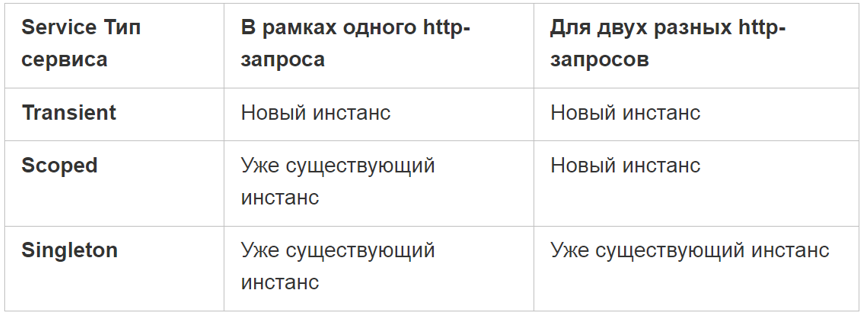 Service Тип
сервиса
В рамках одного http-
запроса
Для двух разных http-
запросов
Transient
Новый инстанс
Новый инстанс
Scoped
Уже существующий
инстанс
Новый инстанс
Singleton
Уже существующий
инстанс
Уже существующий инстанс